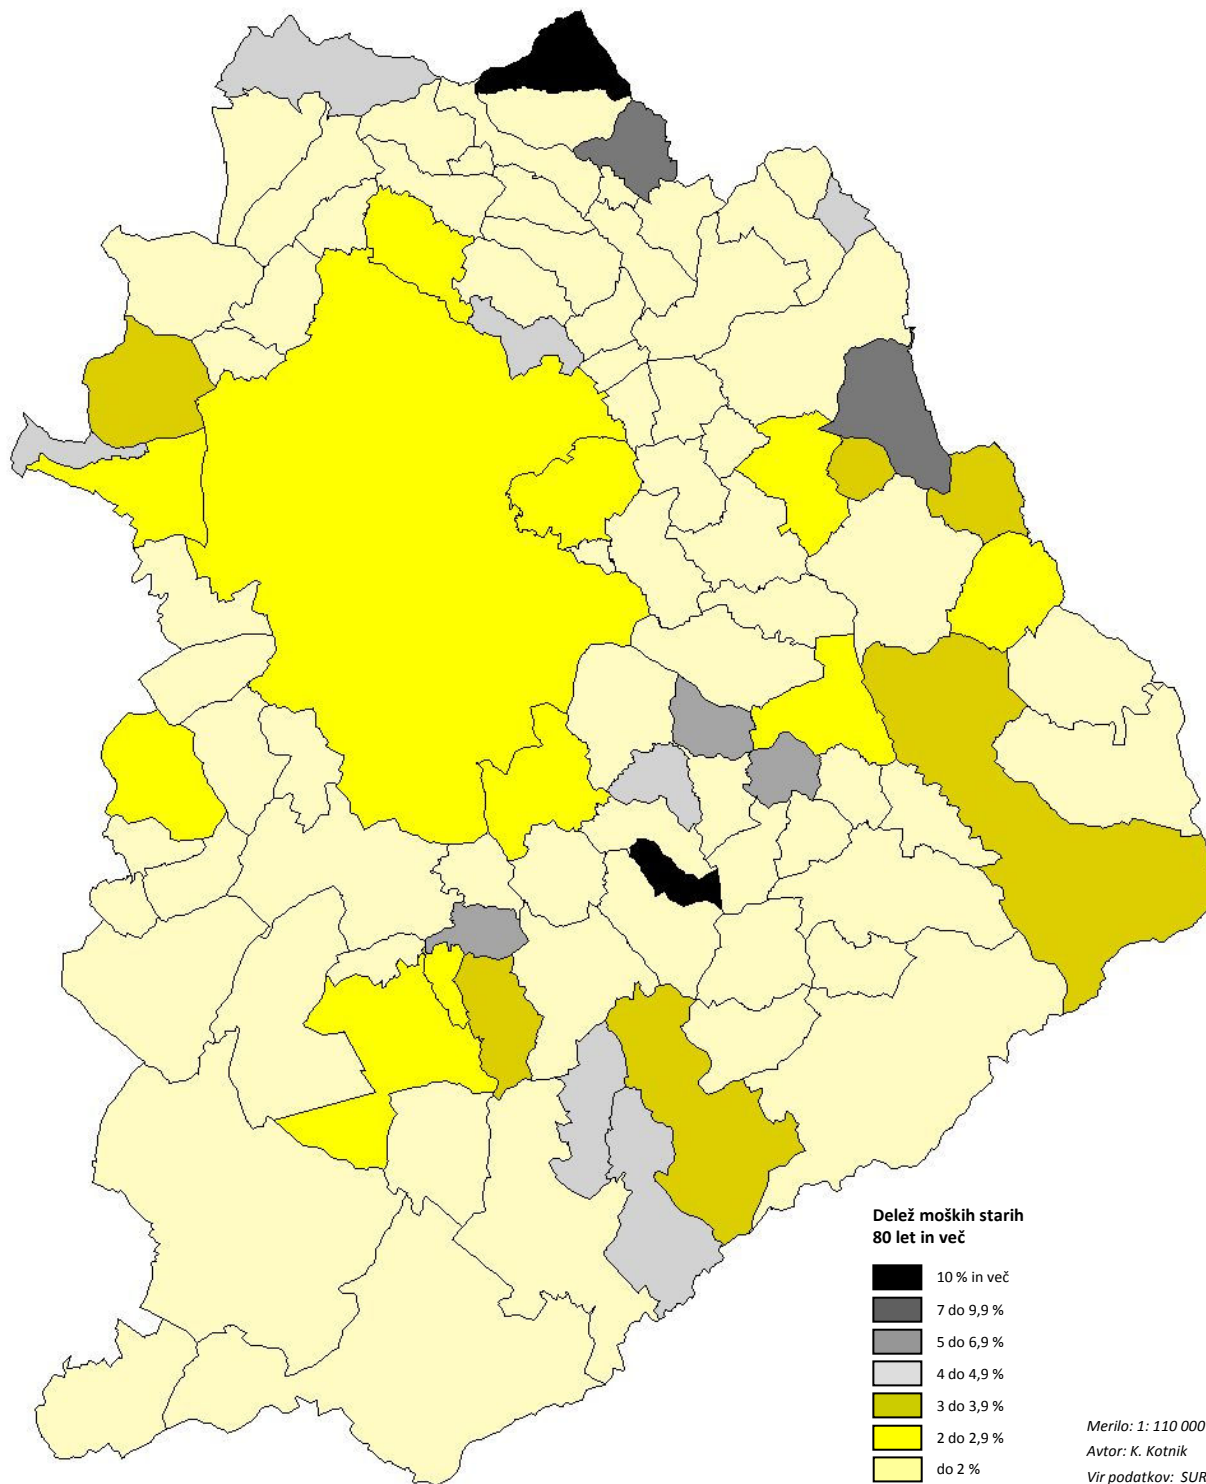 Delež moških starih
80 let in več
10 % in več
7 do 9,9 %
5 do 6,9 %
4 do 4,9 %
3 do 3,9 %
2 do 2,9 %
do 2 %
Merilo: 1: 110 000
Avtor: K. Kotnik
Vir podatkov: SUR